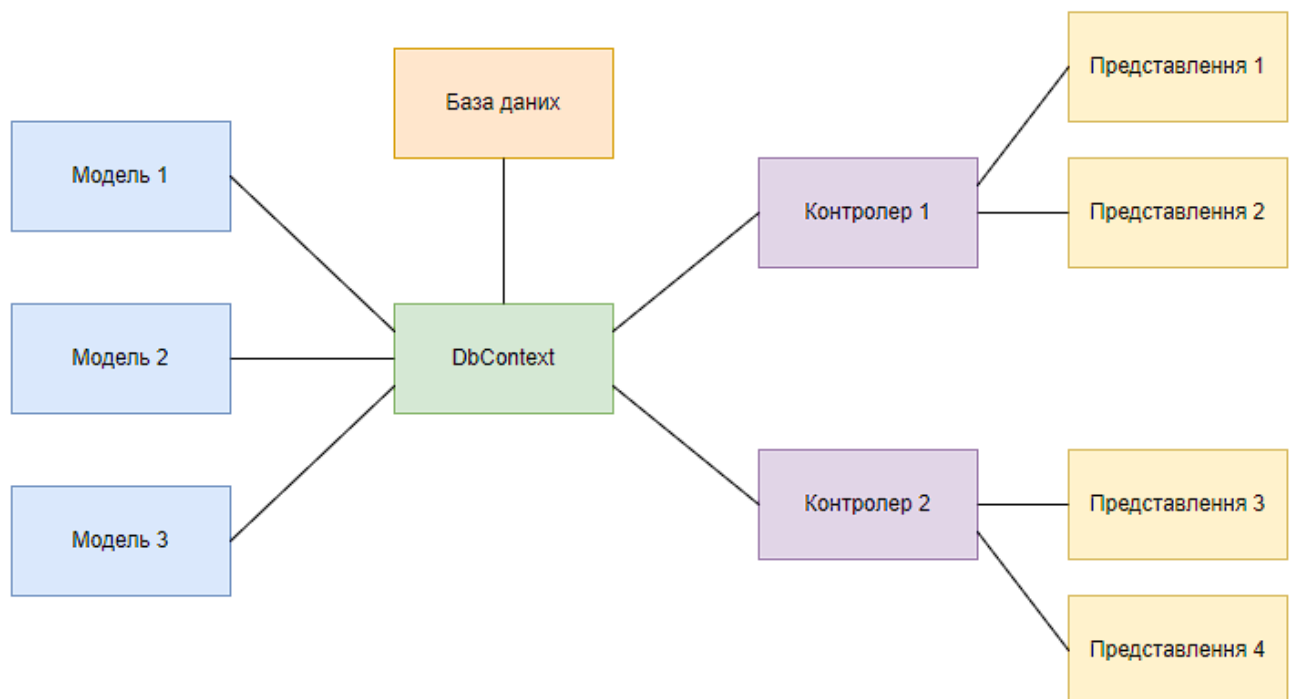 Представлення 1
База даних
Модель 1
Контролер 1
Представлення 2
Модель 2
DbContext
Модель 3
Контролер 2
Представлення 3
Представлення 4